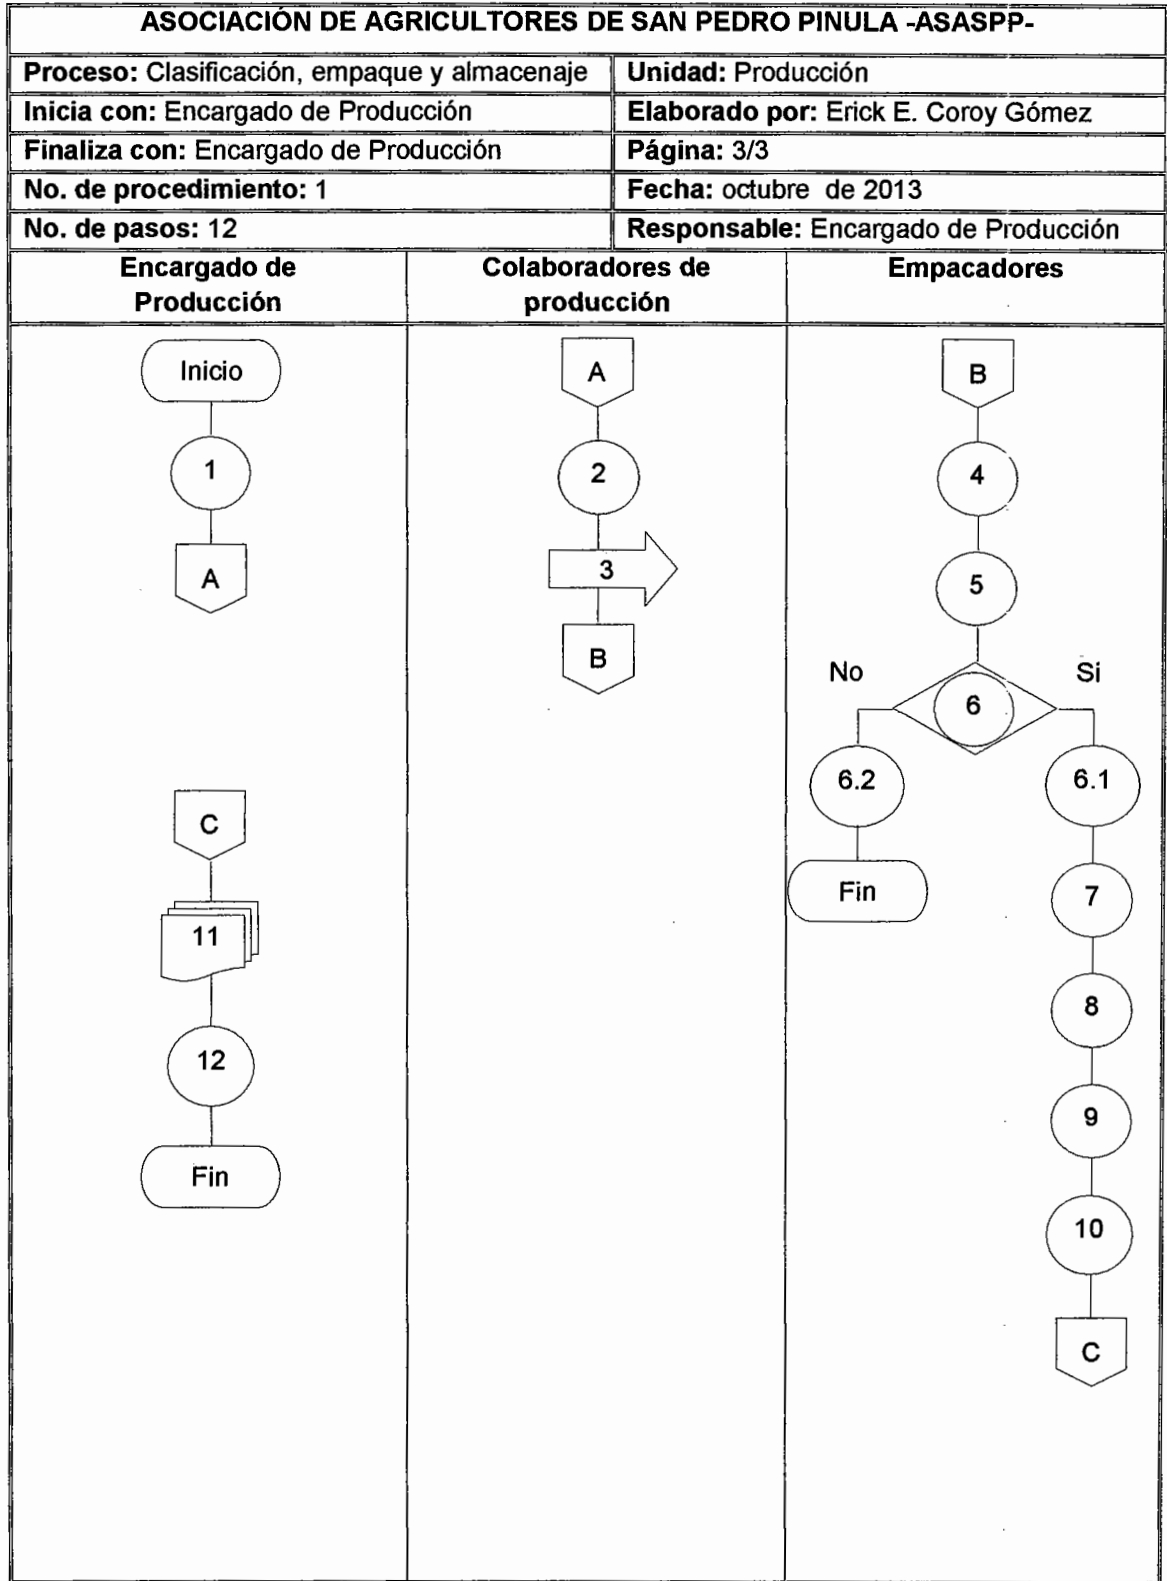 ASOCIACIÓN DE AGRICULTORES DE SAN PEDRO PINULA -ASASPP-
Proceso: Clasificación, empaque y almacenaje
Unidad: Producción
Inicia con: Encargado de Producción
Elaborado por: Erick E. Coroy Gómez
Finaliza con: Encargado de Producción
Página: 3/3
No. de procedimiento: 1
Fecha: octubre de 2013
No. de pasos: 12
Responsable: Encargado de Producción
Encargado de
Producción
Colaboradores de
producción
Empacadores
Inicio
1
A
C
11
12
Fin
A
2
3
B
B
4
5
No
Si
6
6.2
6.1
Fin
7
8
9
10
C